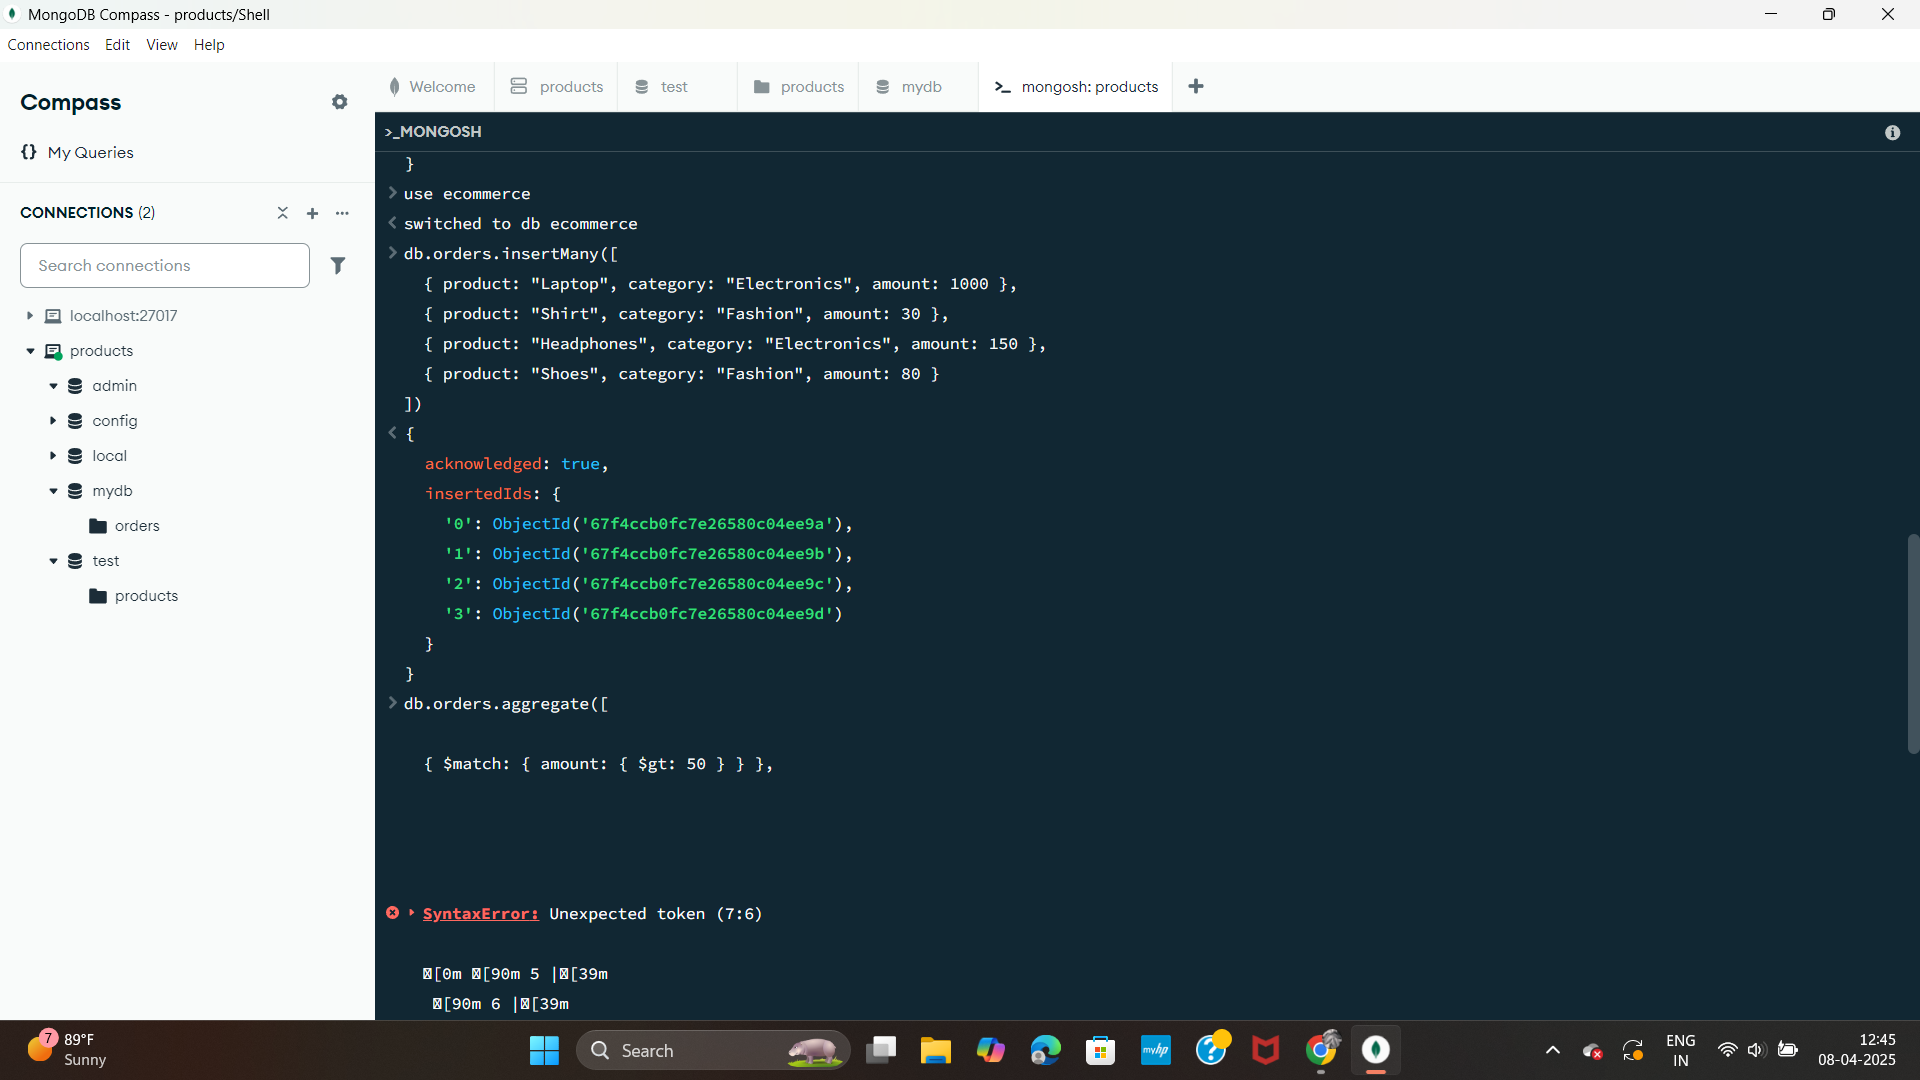 MongoDB Compass - products/Shell
Connections Edit View Help
Compass
{} My Queries
CONNECTIONS (2)
Search connections
localhost:27017
products
admin
config
local
mydb
orders
test
products
Welcome products test products mydb >_ mongosh: products +
>_MONGOSH
}
> use ecommerce
< switched to db ecommerce
> db.orders.insertMany([
{ product: "Laptop", category: "Electronics", amount: 1000 },
{ product: "Shirt", category: "Fashion", amount: 30 },
{ product: "Headphones", category: "Electronics", amount: 150 },
{ product: "Shoes", category: "Fashion", amount: 80 }
])
< {
acknowledged: true,
insertedIds: {
'0': ObjectId('67f4ccb0fc7e26580c04ee9a'),
'1': ObjectId('67f4ccb0fc7e26580c04ee9b'),
'2': ObjectId('67f4ccb0fc7e26580c04ee9c'),
'3': ObjectId('67f4ccb0fc7e26580c04ee9d')
}
}
> db.orders.aggregate([
{ $match: { amount: { $gt: 50 } } },
SyntaxError: Unexpected token (7:6)
[0m [90m 5 |[39m
[90m 6 |[39m
7
89°F
Sunny
Search
myhp
ENG
IN
12:45
08-04-2025